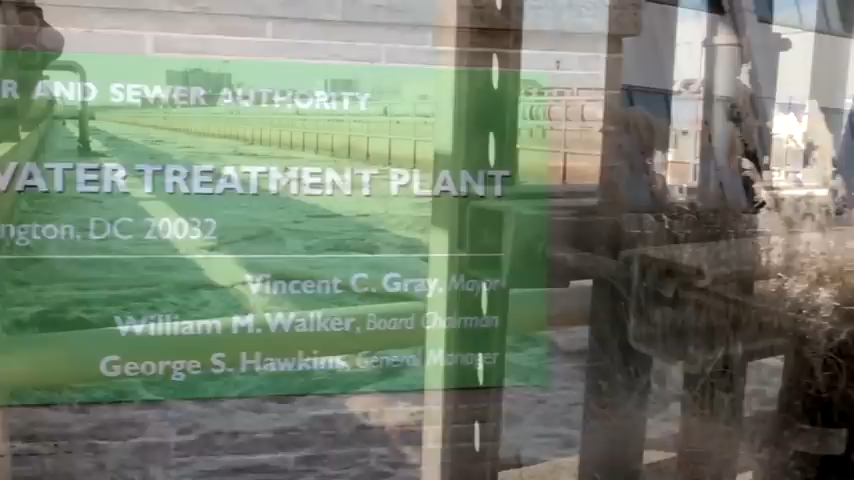 R AND SEWER AUTHORITY
WATER TREATMENT PLANT
ngton, DC 20032
Vincent C. Gray, Mayor
William M. Walker, Board Chairman
George S. Hawkins, General Manager